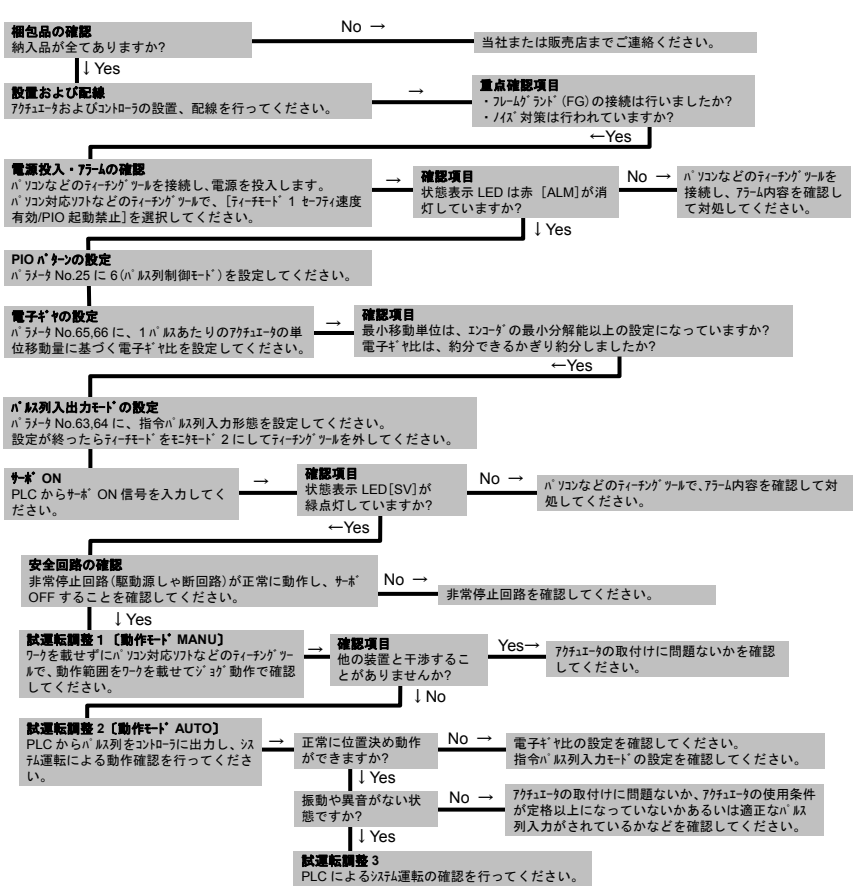 梱包品の確認
納入品が全てありますか?
No →
当社または販売店までご連絡ください。
↓Yes
設置および配線
ｱｸﾁｭｴｰﾀおよびｺﾝﾄﾛｰﾗの設置、配線を行ってください。
→
重点確認項目
・ﾌﾚｰﾑｸﾞﾗﾝﾄﾞ(FG)の接続は行いましたか?
・ﾉｲｽﾞ対策は行われていますか?
←Yes
電源投入・ｱﾗｰﾑの確認
ﾊﾟｿｺﾝなどのﾃｨｰﾁﾝｸﾞﾂｰﾙを接続し、電源を投入します。
ﾊﾟｿｺﾝ対応ｿﾌﾄなどのﾃｨｰﾁﾝｸﾞﾂｰﾙで、[ﾃｨｰﾁﾓｰﾄﾞ 1 ｾｰﾌﾃｨ速度
有効/PIO 起動禁止]を選択してください。
→
確認項目
状態表示 LED は赤 [ALM]が消
灯していますか?
No →
ﾊﾟｿｺﾝなどのﾃｨｰﾁﾝｸﾞﾂｰﾙを
接続し、ｱﾗｰﾑ内容を確認し
て対処してください。
↓Yes
PIO ﾊﾟﾀｰﾝの設定
ﾊﾟﾗﾒｰﾀ No.25 に 6(ﾊﾟﾙｽ列制御ﾓｰﾄﾞ)を設定してください。
電子ｷﾞﾔの設定
ﾊﾟﾗﾒｰﾀ No.65,66 に、1 ﾊﾟﾙｽあたりのｱｸﾁｭｴｰﾀの単
位移動量に基づく電子ｷﾞﾔ比を設定してください。
→
確認項目
最小移動単位は、ｴﾝｺｰﾀﾞの最小分解能以上の設定になっていますか?
電子ｷﾞﾔ比は、約分できるかぎり約分しましたか?
←Yes
ﾊﾟﾙｽ列入出力ﾓｰﾄﾞの設定
ﾊﾟﾗﾒｰﾀ No.63,64 に、指令ﾊﾟﾙｽ列入力形態を設定してください。
設定が終ったらﾃｨｰﾁﾓｰﾄﾞをﾓﾆﾀﾓｰﾄﾞ 2 にしてﾃｨｰﾁﾝｸﾞﾂｰﾙを外してください。
ｻｰﾎﾞ ON
PLC からｻｰﾎﾞ ON 信号を入力してく
ださい。
→
確認項目
状態表示 LED[SV]が
緑点灯していますか?
No →
ﾊﾟｿｺﾝなどのﾃｨｰﾁﾝｸﾞﾂｰﾙで、ｱﾗｰﾑ内容を確認して対
処してください。
←Yes
安全回路の確認
非常停止回路(駆動源しゃ断回路)が正常に動作し、ｻｰﾎﾞ
OFF することを確認してください。
No →
非常停止回路を確認してください。
↓Yes
試運転調整 1 〔動作ﾓｰﾄﾞ MANU〕
ﾜｰｸを載せずにﾊﾟｿｺﾝ対応ｿﾌﾄなどのﾃｨｰﾁﾝｸﾞﾂｰ
ﾙで、動作範囲をﾜｰｸを載せてｼﾞｮｸﾞ動作で確認
してください。
→
確認項目
他の装置と干渉するこ
とがありませんか?
Yes→
ｱｸﾁｭｴｰﾀの取付けに問題ないかを確認
してください。
↓No
試運転調整 2〔動作ﾓｰﾄﾞ AUTO〕
PLC からﾊﾟﾙｽ列をｺﾝﾄﾛｰﾗに出力し、ｼｽ
ﾃﾑ運転による動作確認を行ってくださ
い。
→
正常に位置決め動作
ができますか?
No →
電子ｷﾞﾔ比の設定を確認してください。
指令ﾊﾟﾙｽ列入力ﾓｰﾄﾞの設定を確認してください。
↓Yes
振動や異音がない状
態ですか?
No →
ｱｸﾁｭｴｰﾀの取付けに問題ないか、ｱｸﾁｭｴｰﾀの使用条件
が定格以上になっていないかあるいは適正なﾊﾟﾙｽ
列入力がされているかなどを確認してください。
↓Yes
試運転調整 3
PLC によるｼｽﾃﾑ運転の確認を行ってください。